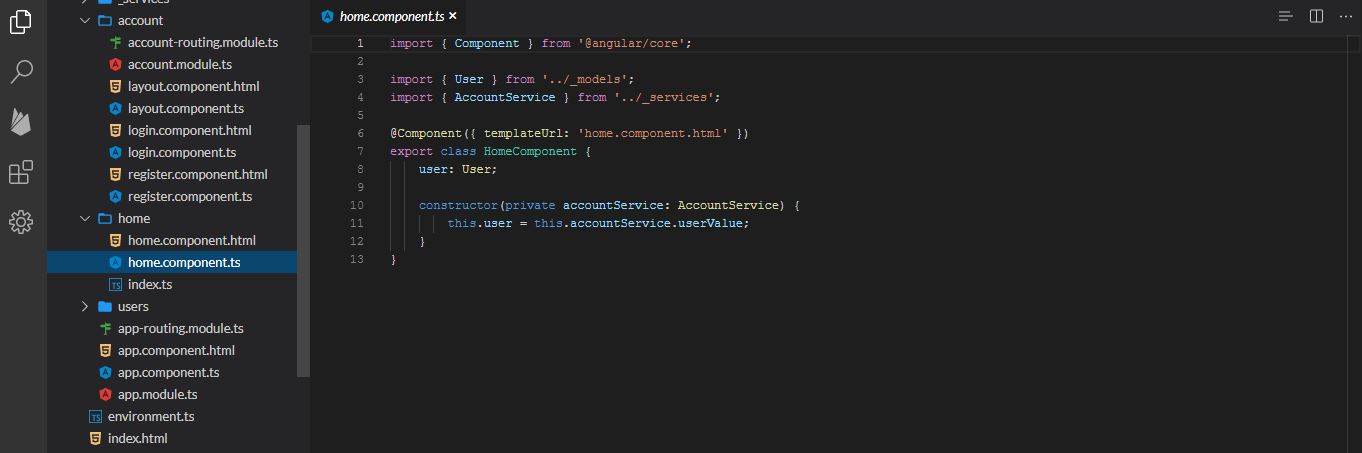 _services
account
account-routing.module.ts
account.module.ts
layout.component.html
layout.component.ts
login.component.html
login.component.ts
register.component.html
register.component.ts
home
home.component.html
home.component.ts
TS index.ts
users
app-routing.module.ts
app.component.html
app.component.ts
app.module.ts
TS environment.ts
index.html
home.component.ts ×
1 import { Component } from '@angular/core';
2
3 import { User } from '../_models';
4 import { AccountService } from '../_services';
5
6 @Component({ templateUrl: 'home.component.html' })
7 export class HomeComponent {
8     user: User;
9
10     constructor(private accountService: AccountService) {
11         this.user = this.accountService.userValue;
12     }
13 }